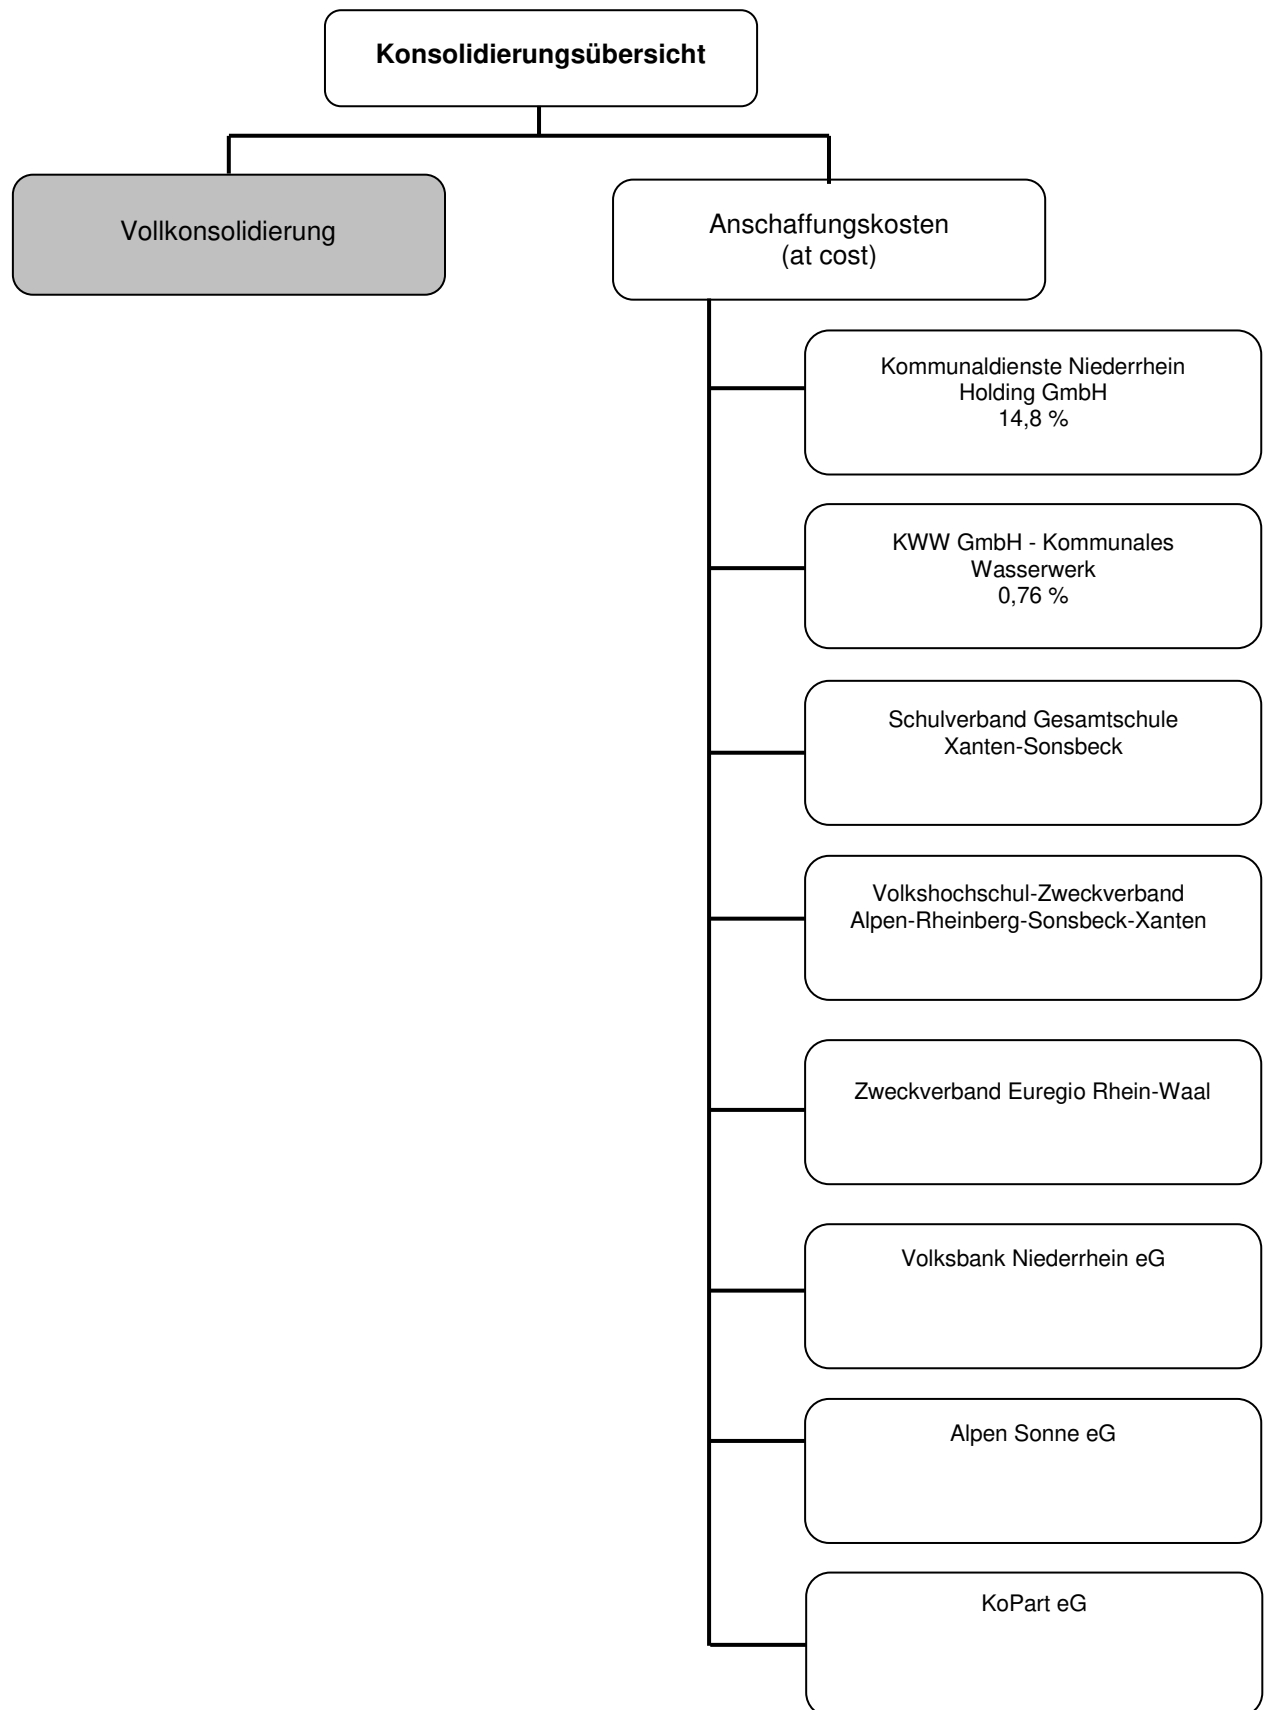 Konsolidierungsübersicht
Vollkonsolidierung
Anschaffungskosten
(at cost)
Kommunaldienste Niederrhein
Holding GmbH
14,8 %
KWW GmbH - Kommunales
Wasserwerk
0,76 %
Schulverband Gesamtschule
Xanten-Sonsbeck
Volkshochschul-Zweckverband
Alpen-Rheinberg-Sonsbeck-Xanten
Zweckverband Euregio Rhein-Waal
Volksbank Niederrhein eG
Alpen Sonne eG
KoPart eG